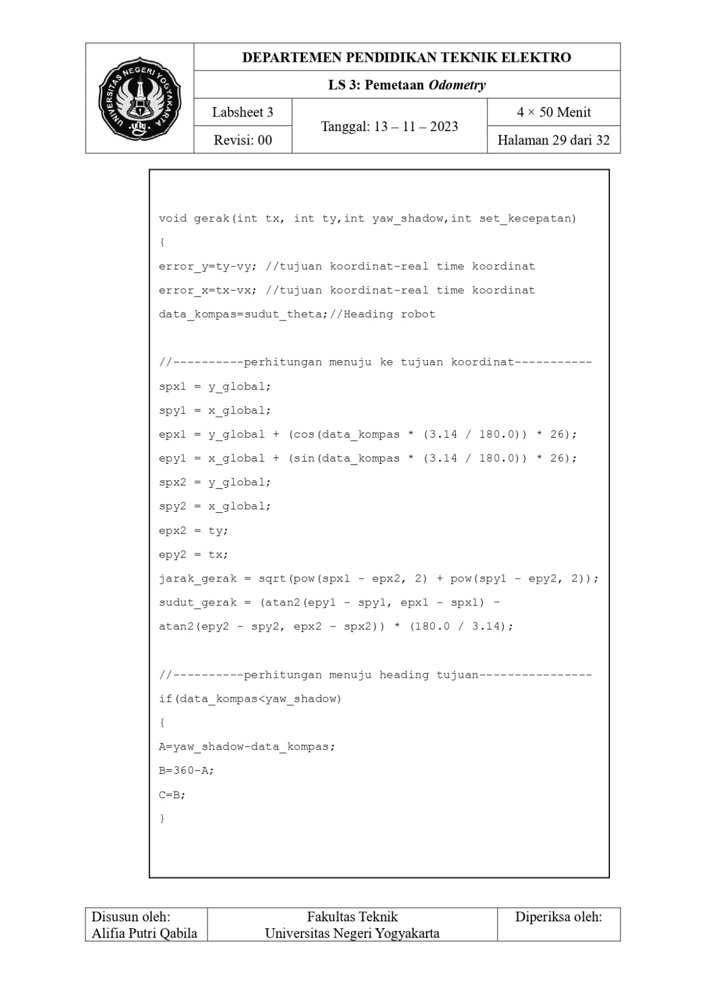 UNIVERSITAS NEGERI YOGYAKARTA
uny
DEPARTEMEN PENDIDIKAN TEKNIK ELEKTRO
LS 3: Pemetaan Odometry
Labsheet 3
Tanggal: 13 – 11 – 2023
4 × 50 Menit
Revisi: 00
Halaman 29 dari 32
void gerak(int tx, int ty,int yaw_shadow,int set_kecepatan)
{
error_y=ty-vy; //tujuan koordinat-real time koordinat
error_x=tx-vx; //tujuan koordinat-real time koordinat
data_kompas=sudut_theta;//Heading robot
//----------perhitungan menuju ke tujuan koordinat-----------
spx1 = y_global;
spy1 = x_global;
epx1 = y_global + (cos(data_kompas * (3.14 / 180.0)) * 26);
epy1 = x_global + (sin(data_kompas * (3.14 / 180.0)) * 26);
spx2 = y_global;
spy2 = x_global;
epx2 = ty;
epy2 = tx;
jarak_gerak = sqrt(pow(spx1 - epx2, 2) + pow(spy1 - epy2, 2));
sudut_gerak = (atan2(epy1 - spy1, epx1 - spx1) -
atan2(epy2 - spy2, epx2 - spx2)) * (180.0 / 3.14);
//----------perhitungan menuju heading tujuan----------------
if(data_kompas<yaw_shadow)
{
A=yaw_shadow-data_kompas;
B=360-A;
C=B;
}
Disusun oleh:
Alifia Putri Qabila
Fakultas Teknik
Universitas Negeri Yogyakarta
Diperiksa oleh: